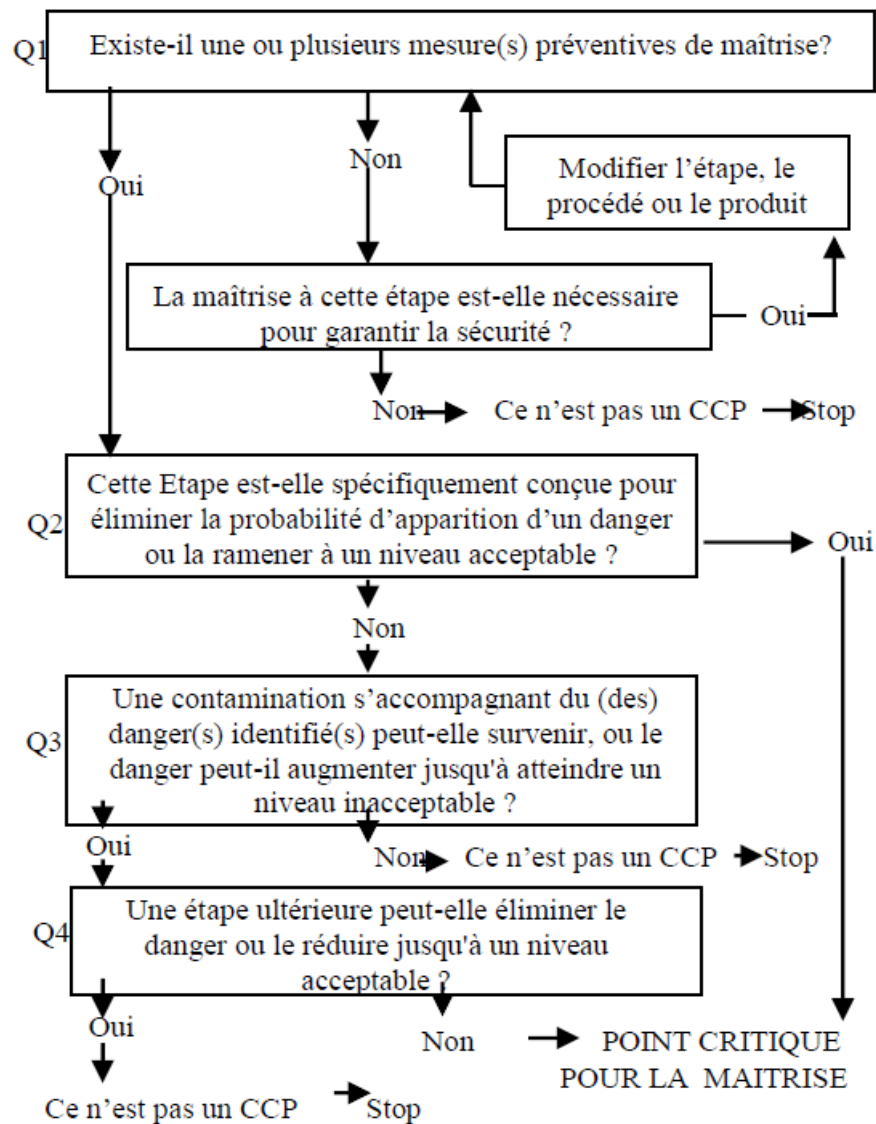 Q1
Existe-il une ou plusieurs mesure(s) préventives de maîtrise?
Oui
Non
Modifier l'étape, le
procédé ou le produit
La maîtrise à cette étape est-elle nécessaire
pour garantir la sécurité ?
Oui
Non
Ce n'est pas un CCP
Stop
Q2
Cette Etape est-elle spécifiquement conçue pour
éliminer la probabilité d'apparition d'un danger
ou la ramener à un niveau acceptable ?
Oui
Non
Q3
Une contamination s'accompagnant du (des)
danger(s) identifié(s) peut-elle survenir, ou le
danger peut-il augmenter jusqu'à atteindre un
niveau inacceptable ?
Oui
Non
Ce n'est pas un CCP
Stop
Q4
Une étape ultérieure peut-elle éliminer le
danger ou le réduire jusqu'à un niveau
acceptable ?
Oui
Non
POINT CRITIQUE
POUR LA MAITRISE
Ce n'est pas un CCP
Stop